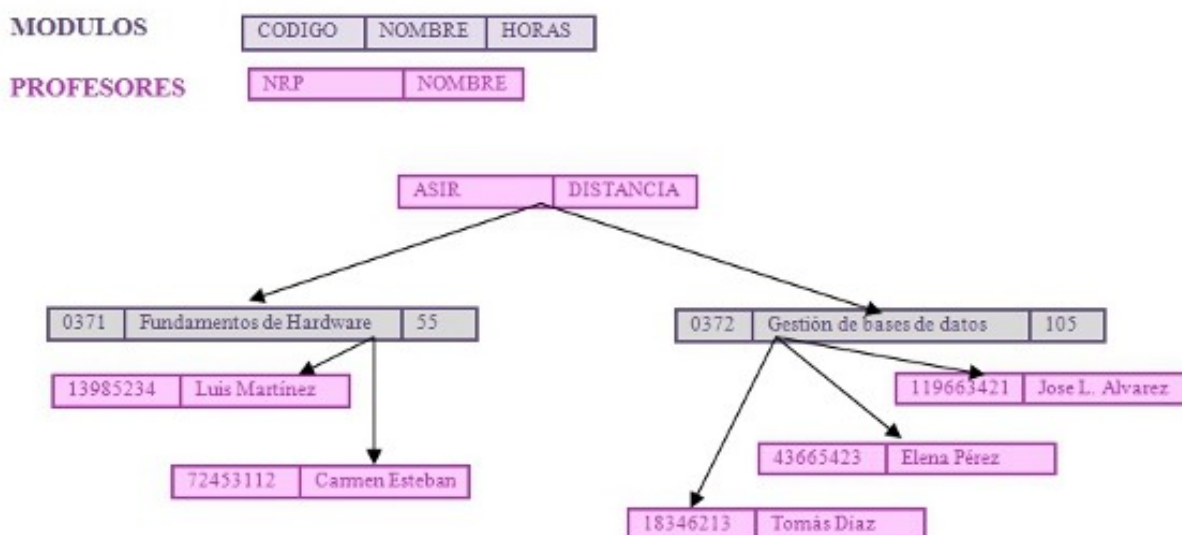 MODULOS CODIGO NOMBRE HORAS
PROFESORES NRP NOMBRE
ASIR DISTANCIA
0371 Fundamentos de Hardware 55
0372 Gestión de bases de datos 105
13985234 Luis Martínez
119663421 Jose L. Alvarez
43665423 Elena Pérez
72453112 Carmen Esteban
18346213 Tomás Díaz